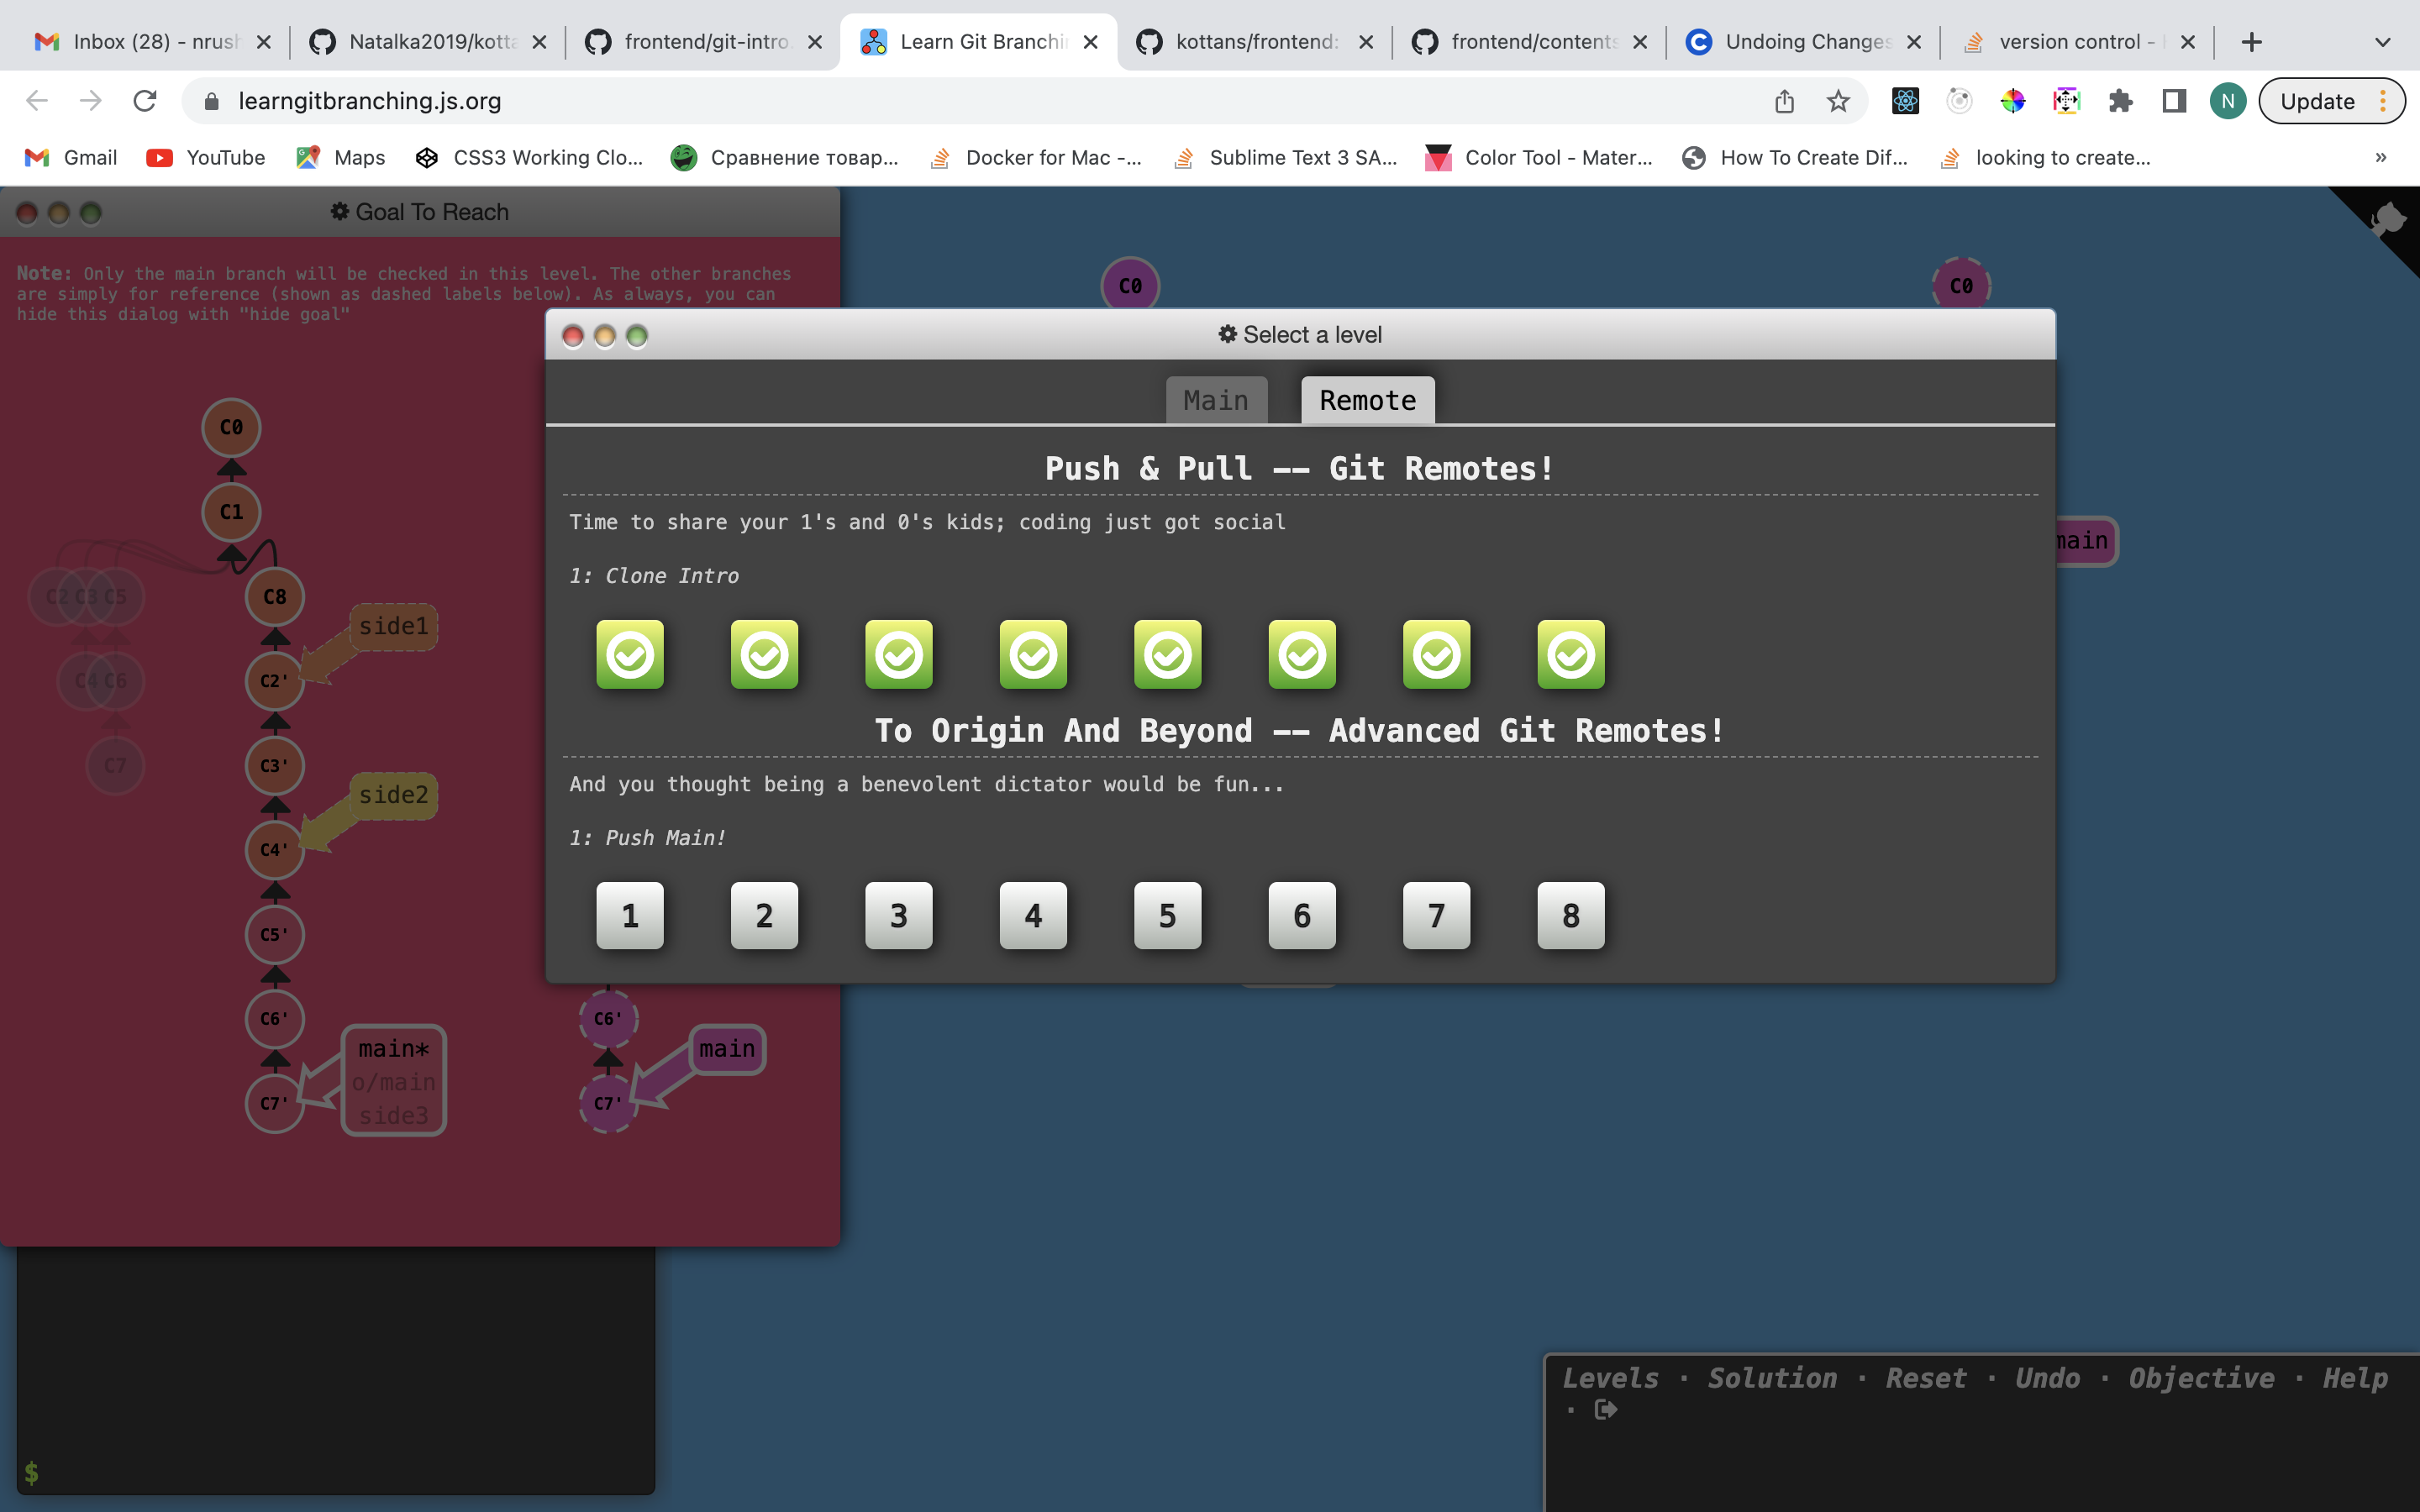 Inbox (28) - nrush
Natalka2019/kotta
frontend/git-intro.
Learn Git Branchi
kottans/frontend:
frontend/contents
Undoing Changes
version control -
learngitbranching.js.org
N
Update
Gmail
YouTube
Maps
CSS3 Working Clo...
Сравнение товар...
Docker for Mac -...
Sublime Text 3 SA...
Color Tool - Mater...
How To Create Dif...
looking to create...
»
Goal To Reach
Note: Only the main branch will be checked in this level. The other branches
are simply for reference (shown as dashed labels below). As always, you can
hide this dialog with "hide goal"
C0
C1
C2 C3 C5
C8
side1
C4 C6
C2'
C7
C3'
side2
C4'
C5'
C6'
main*
o/main
side3
C7'
C6'
main
C7'
C0
C0
main
Select a level
Main
Remote
Push & Pull -- Git Remotes!
Time to share your 1's and 0's kids; coding just got social
1: Clone Intro
To Origin And Beyond -- Advanced Git Remotes!
And you thought being a benevolent dictator would be fun...
1: Push Main!
1 2 3 4 5 6 7 8
$
Levels · Solution · Reset · Undo · Objective · Help
·